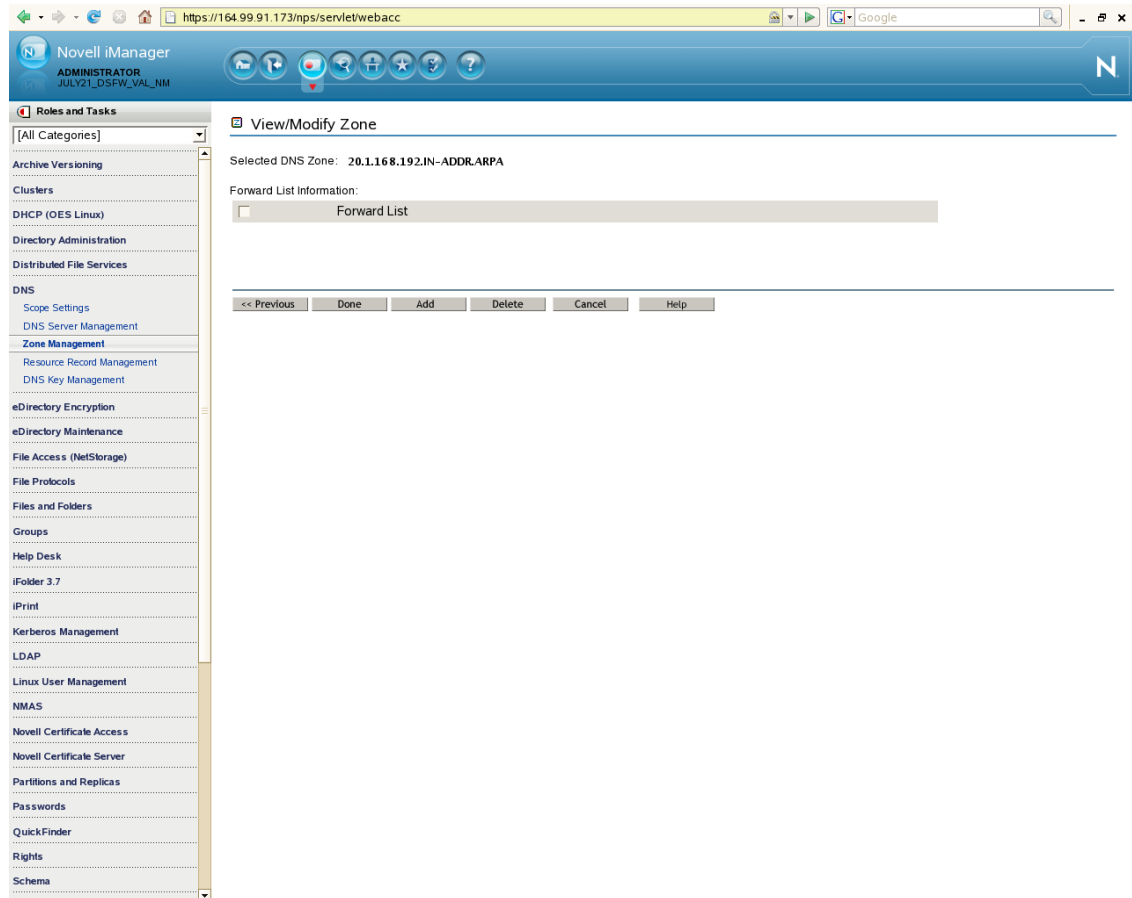 https://164.99.91.173/nps/servlet/webacc
G Google
Novell iManager
ADMINISTRATOR
JULY21_DSFW_VAL_NM
N
Roles and Tasks
[All Categories]
Archive Versioning
Clusters
DHCP (OES Linux)
Directory Administration
Distributed File Services
DNS
Scope Settings
DNS Server Management
Zone Management
Resource Record Management
DNS Key Management
eDirectory Encryption
eDirectory Maintenance
File Access (NetStorage)
File Protocols
Files and Folders
Groups
Help Desk
iFolder 3.7
iPrint
Kerberos Management
LDAP
Linux User Management
NMAS
Novell Certificate Access
Novell Certificate Server
Partitions and Replicas
Passwords
QuickFinder
Rights
Schema
View/Modify Zone
Selected DNS Zone: 20.1.168.192.IN-ADDR.ARPA
Forward List Information:
Forward List
<< Previous Done Add Delete Cancel Help